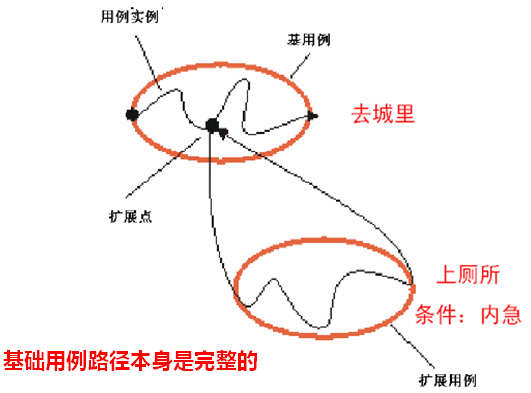 用例实例
基用例
去城里
扩展点
上厕所
条件：内急
基础用例路径本身是完整的
扩展用例